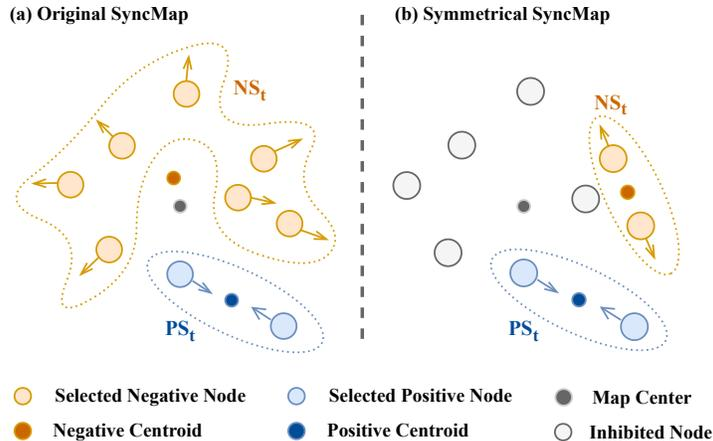 (a) Original SyncMap
(b) Symmetrical SyncMap
NSt
NSt
PSt
PSt
Selected Negative Node
Selected Positive Node
Map Center
Negative Centroid
Positive Centroid
Inhibited Node